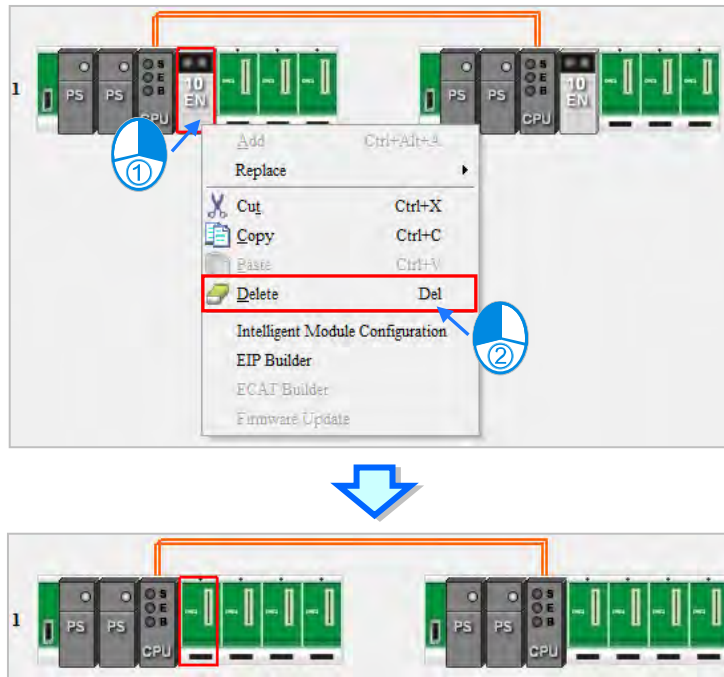 S
E
B
S
E
B
1
PS
PS
CPU
10
EN
PS
PS
CPU
10
EN
Add Ctrl+Alt+A
Replace
Cut Ctrl+X
Copy Ctrl+C
Paste Ctrl+V
Delete Del
Intelligent Module Configuration
EIP Builder
ECAT Builder
Firmware Update
①
②
S
E
B
S
E
B
1
PS
PS
CPU
PS
PS
CPU